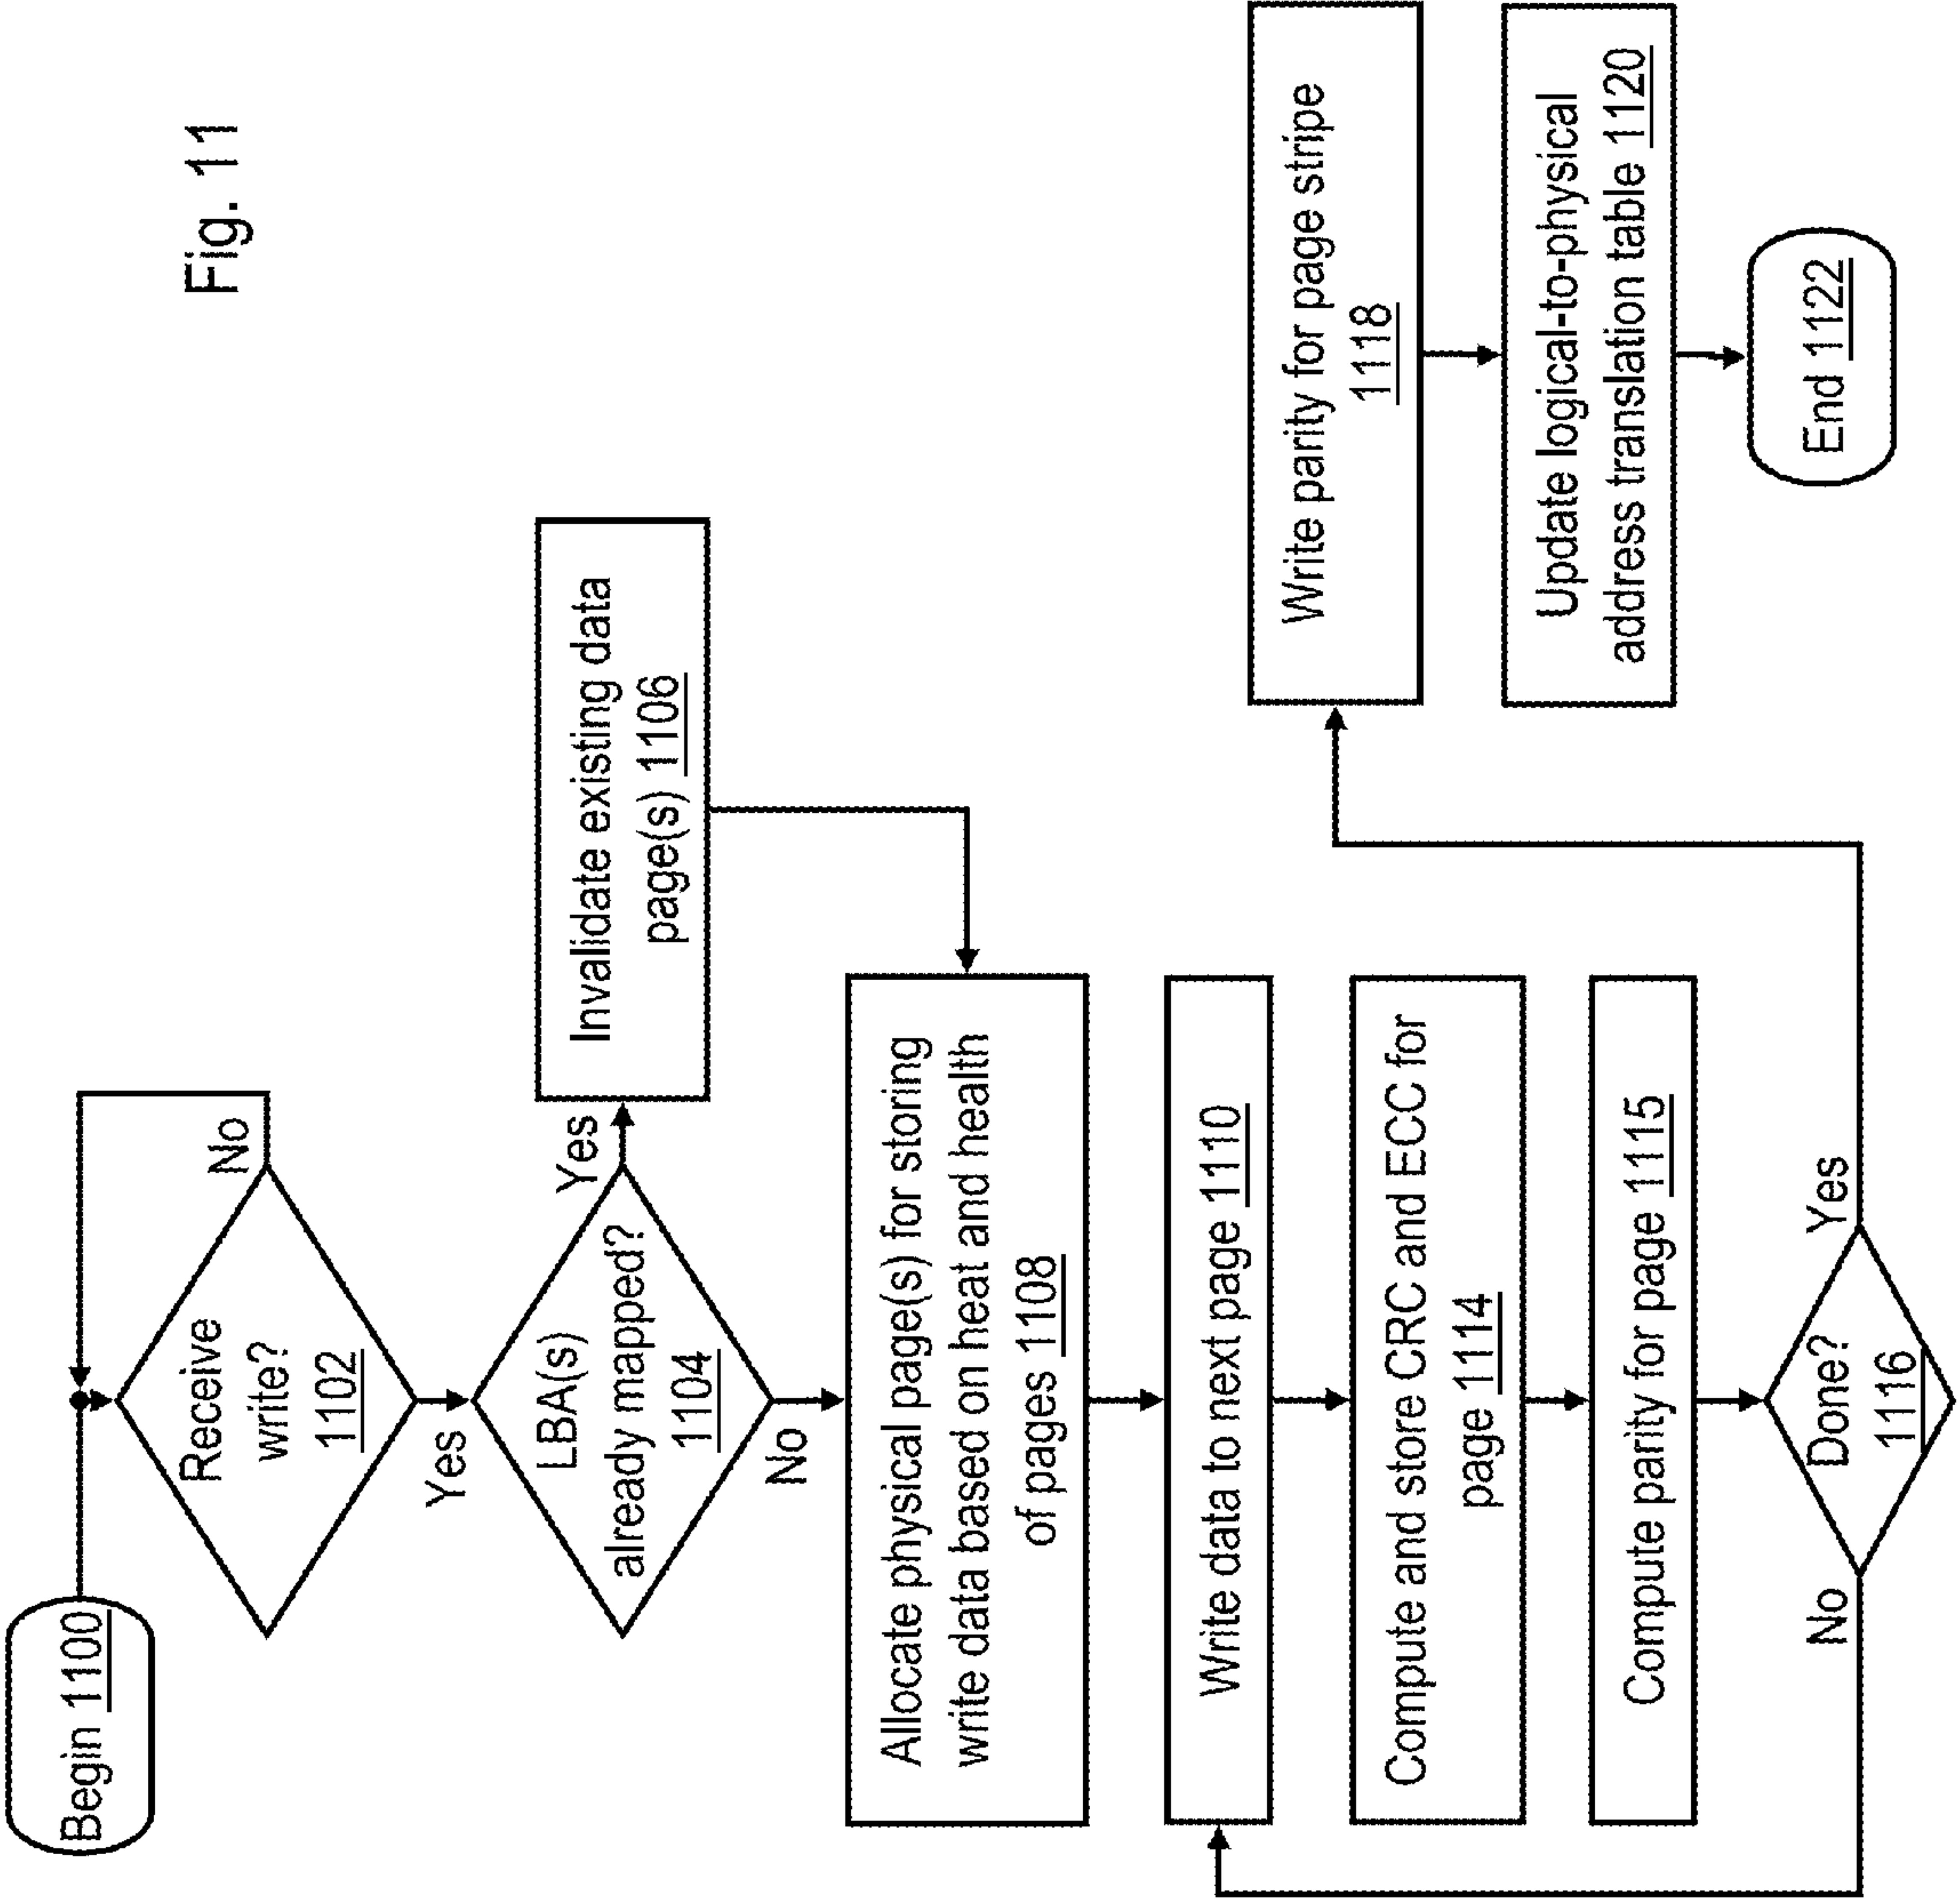 Fig. 11
Begin 1100
Receive
write?
1102
No
Yes
LBA(s)
already mapped?
1104
Yes
No
Invalidate existing data
page(s) 1106
Allocate physical page(s) for storing
write data based on heat and health
of pages 1108
Write data to next page 1110
Compute and store CRC and ECC for
page 1114
Compute parity for page 1115
Done?
1116
No
Yes
Write parity for page stripe
1118
Update logical-to-physical
address translation table 1120
End 1122